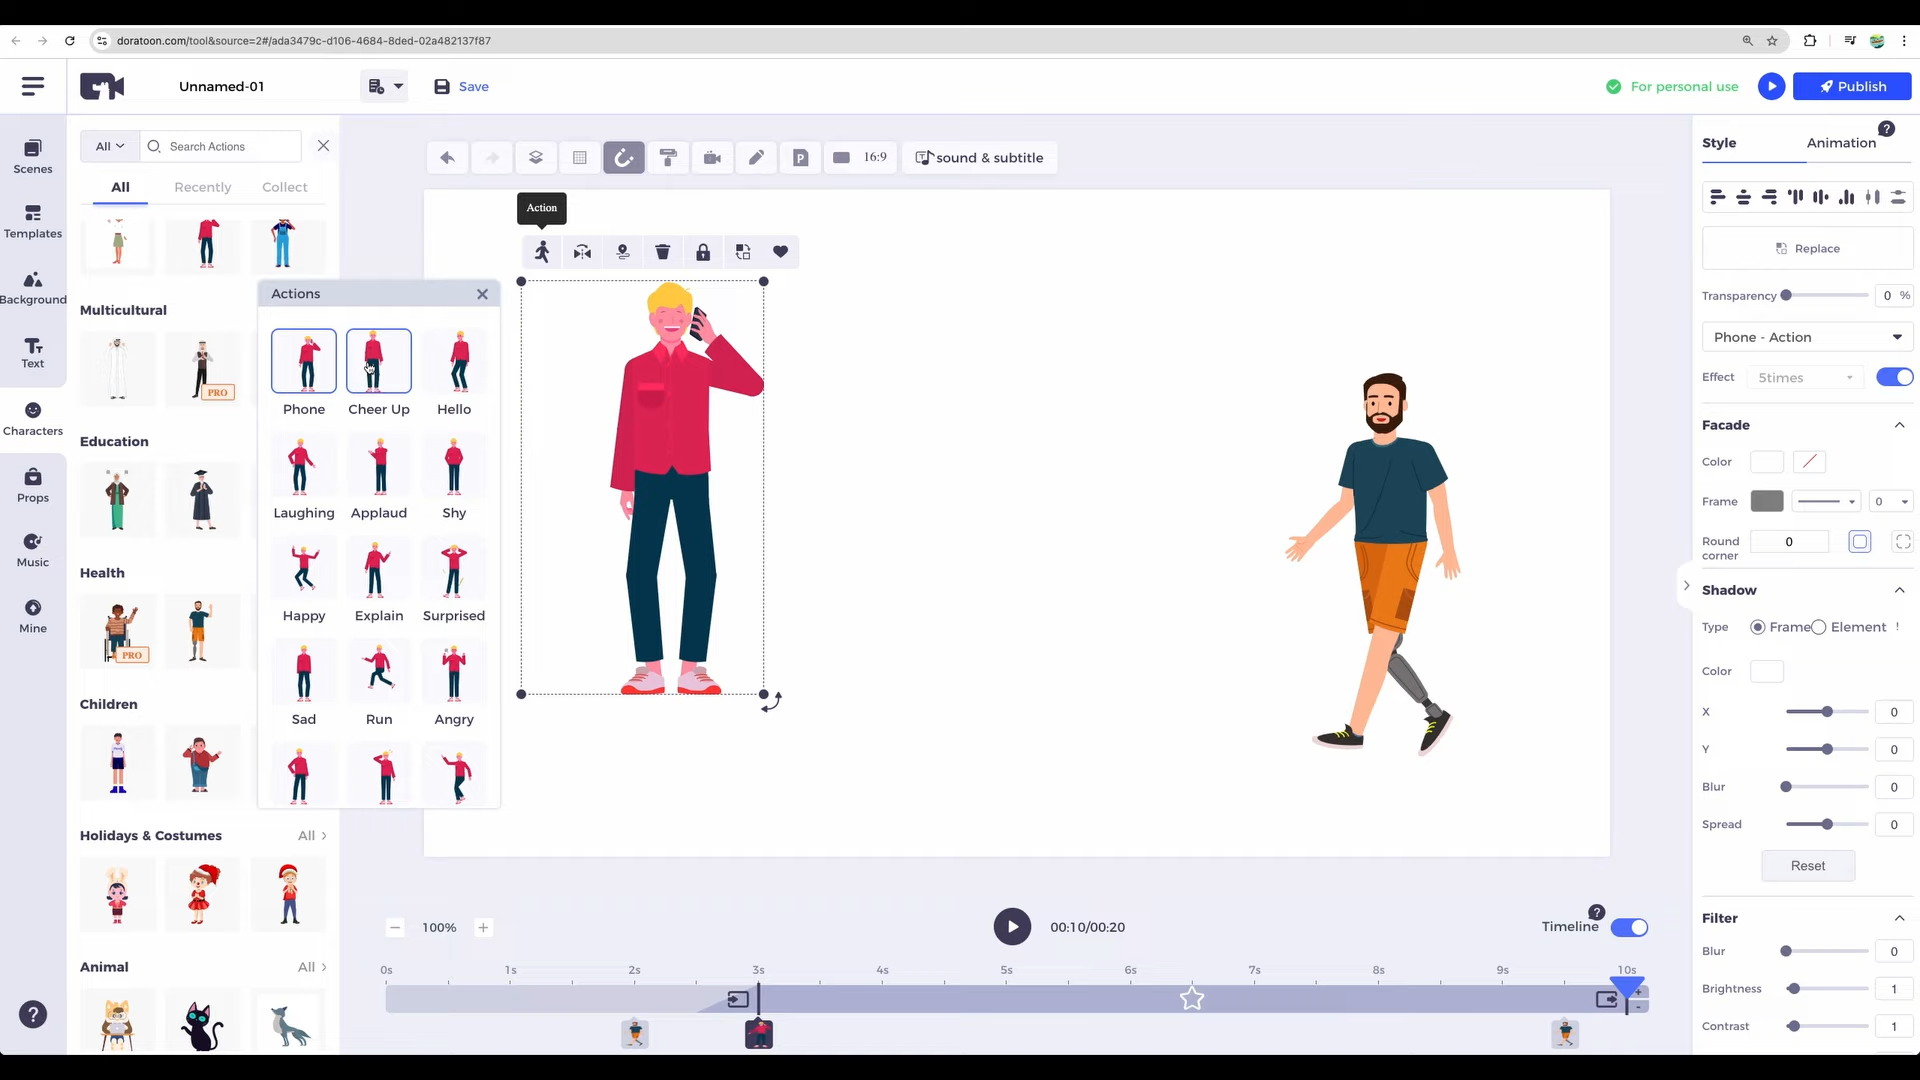 doratoon.com/tool&source=2#/ada3479c-d106-4684-8ded-02a482137f87
Unnamed-01
Save
For personal use
Publish
Scenes
Templates
Background
Text
Characters
Props
Music
Mine
?
All
Search Actions
All
Recently
Collect
Multicultural
PRO
Education
Health
PRO
Children
Holidays & Costumes
All >
Animal
All >
Actions
Phone
Cheer Up
Hello
Laughing
Applaud
Shy
Happy
Explain
Surprised
Sad
Run
Angry
16:9
sound & subtitle
Action
100%
00:10/00:20
?
Timeline
0s
1s
2s
3s
4s
5s
6s
7s
8s
9s
10s
Style
Animation
?
Replace
Transparency
0 %
Phone - Action
Effect
5times
Facade
Color
Frame
0
Round corner
0
Shadow
Type
Frame
Element !
Color
X
0
Y
0
Blur
0
Spread
0
Reset
Filter
Blur
0
Brightness
1
Contrast
1